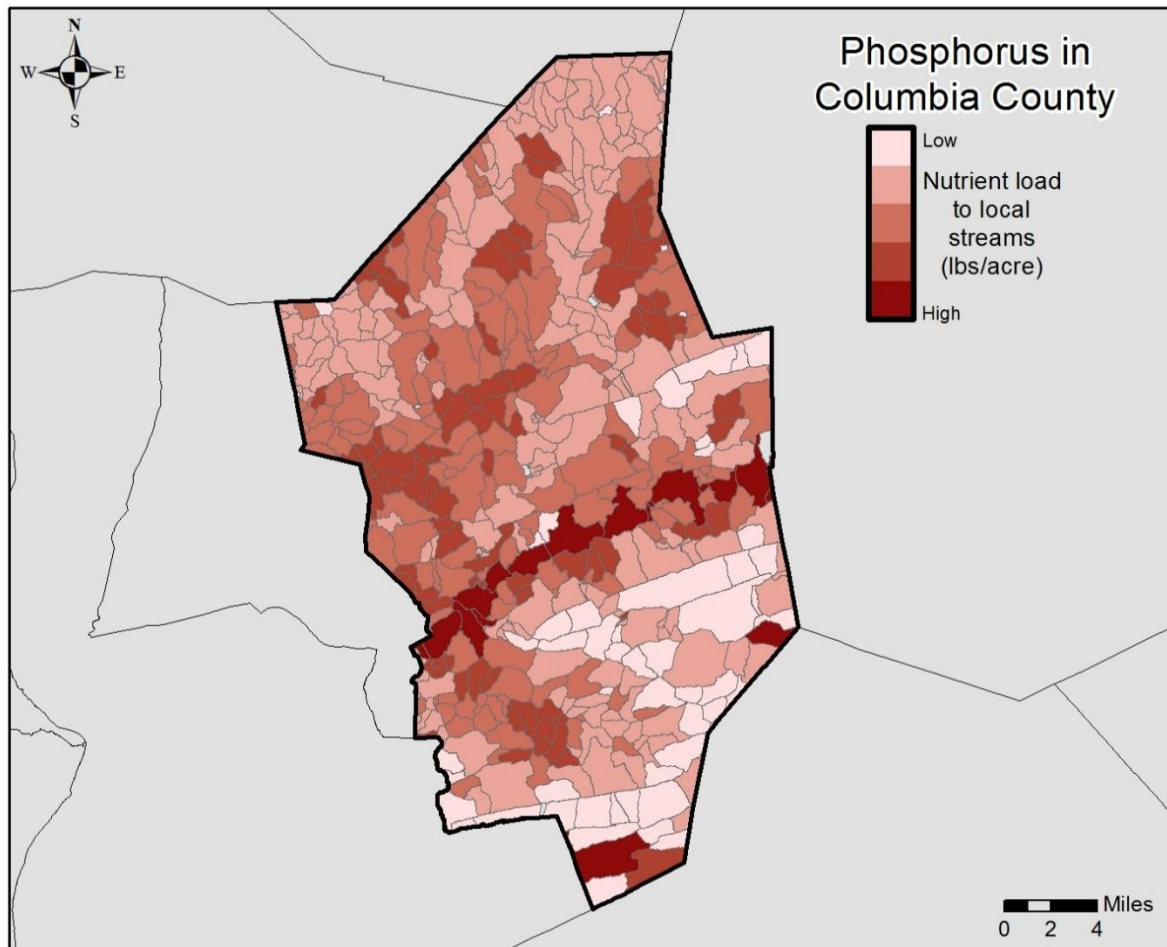 N
W E
S
Phosphorus in
Columbia County
Low
Nutrient load
to local
streams
(lbs/acre)
High
Miles
0 2 4